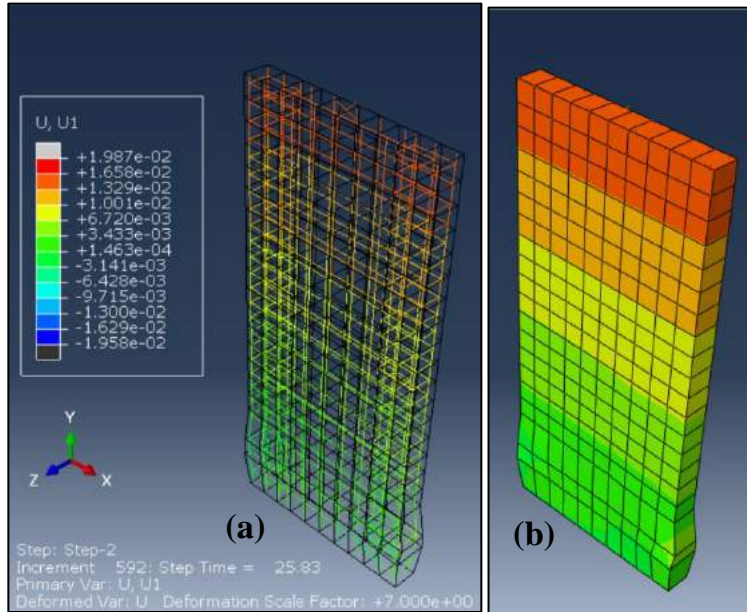 U, U1
+1.987e-02
+1.658e-02
+1.329e-02
+1.001e-02
+6.720e-03
+3.433e-03
+1.463e-04
-3.141e-03
-6.428e-03
-9.715e-03
-1.300e-02
-1.629e-02
-1.958e-02
Y
Z X
(a)
(b)
Step: Step-2
Increment 592: Step Time = 25.83
Primary Var: U, U1
Deformed Var: U Deformation Scale Factor: +7.000e+00